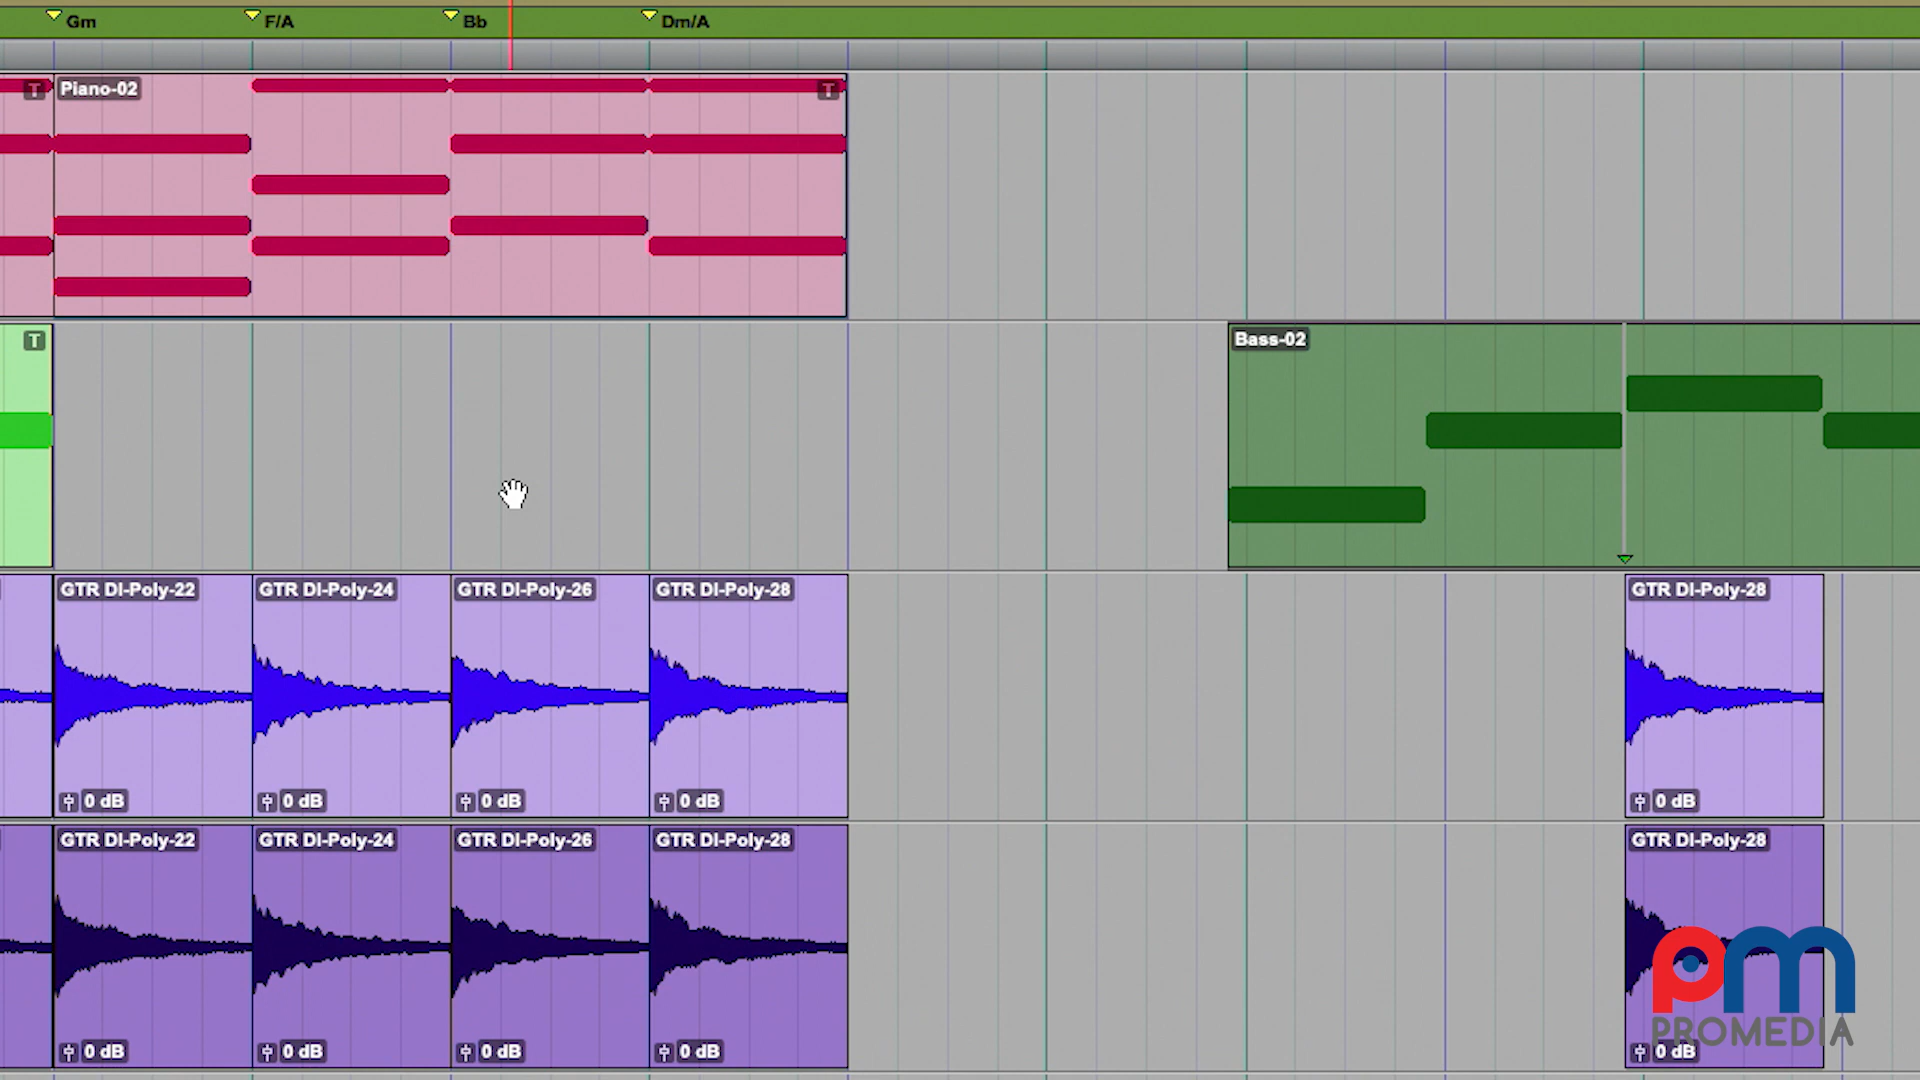 Gm F/A Bb Dm/A
T Piano-02 T
T Bass-02
GTR DI-Poly-22 GTR DI-Poly-24 GTR DI-Poly-26 GTR DI-Poly-28 GTR DI-Poly-28
0 dB 0 dB 0 dB 0 dB 0 dB
GTR DI-Poly-22 GTR DI-Poly-24 GTR DI-Poly-26 GTR DI-Poly-28 GTR DI-Poly-28
pm
PROMEDIA
0 dB 0 dB 0 dB 0 dB 0 dB